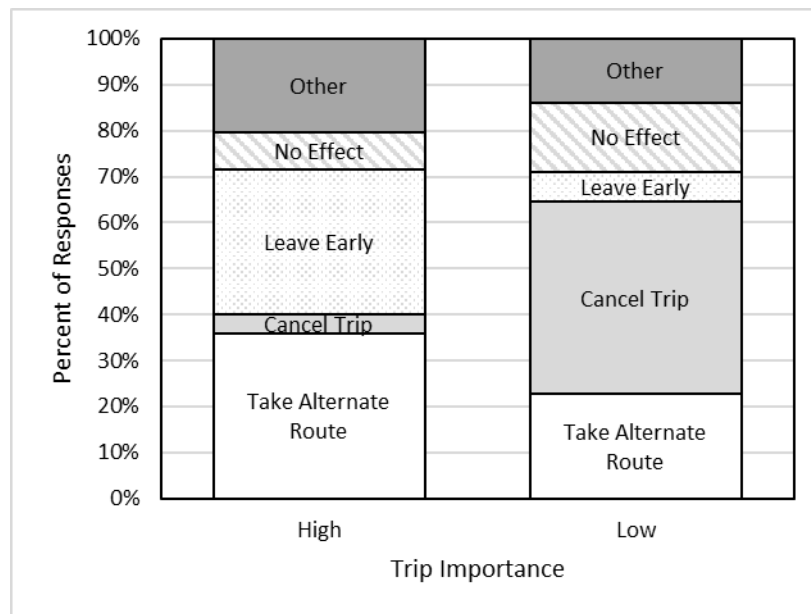 100%
90%
80%
70%
60%
50%
40%
30%
20%
10%
0%
Percent of Responses
Other
No Effect
Leave Early
Cancel Trip
Take Alternate
Route
Other
No Effect
Leave Early
Cancel Trip
Take Alternate
Route
High
Low
Trip Importance